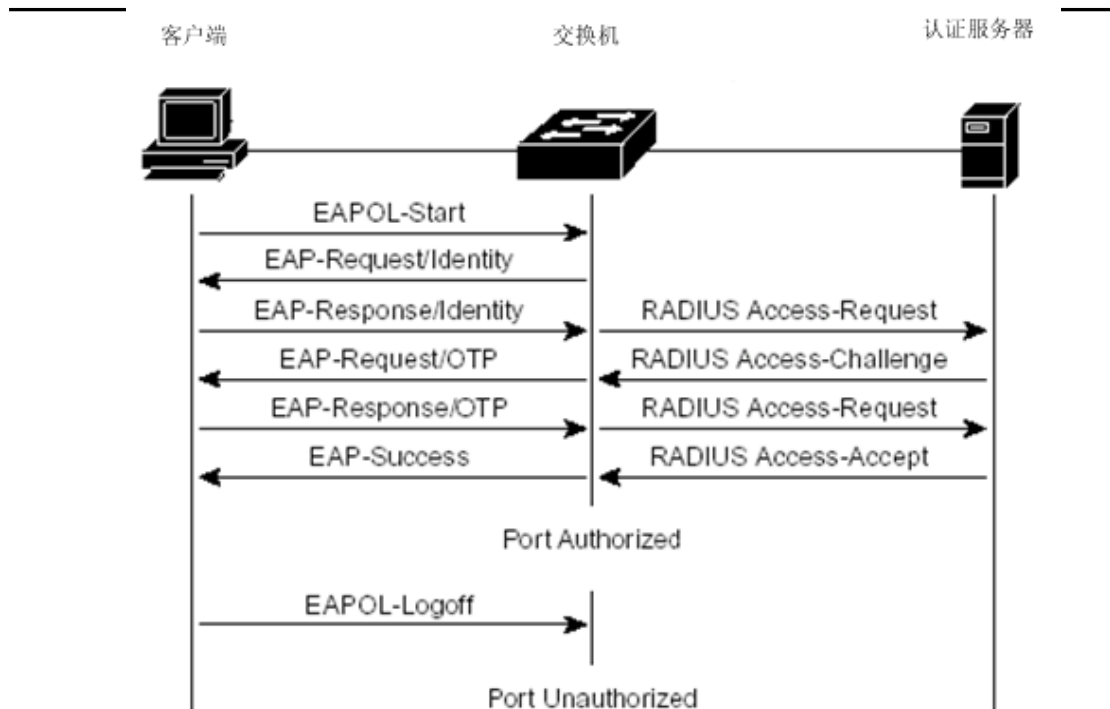 客户端
交换机
认证服务器
EAPOL-Start
EAP-Request/Identity
EAP-Response/Identity
RADIUS Access-Request
EAP-Request/OTP
RADIUS Access-Challenge
EAP-Response/OTP
RADIUS Access-Request
EAP-Success
RADIUS Access-Accept
Port Authorized
EAPOL-Logoff
Port Unauthorized